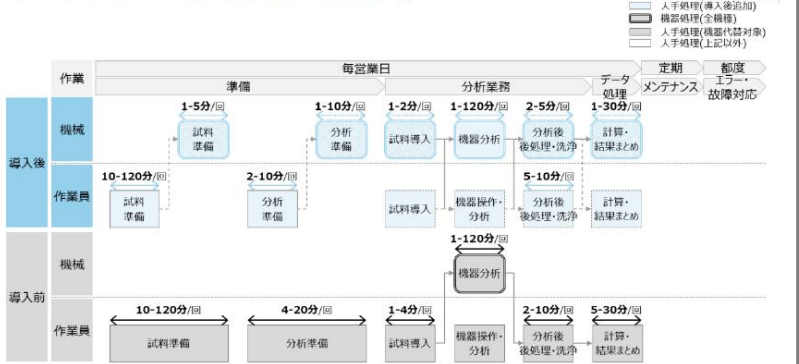 人手処理(導入後追加)
機器処理(全機種)
人手処理(機器代替対象)
人手処理(上記以外)
作業
毎営業日
定期
都度
準備
分析業務
データ
処理
メンテナンス
エラー・
故障対応
導入後
機械
1-5分/回
試料
準備
1-10分/回
分析
準備
1-2分/回
試料導入
1-120分/回
機器分析
2-5分/回
分析後
後処理・洗浄
1-30分/回
計算・
結果まとめ
作業員
10-120分/回
試料
準備
2-10分/回
分析
準備
試料導入
機器操作・
分析
5-10分/回
分析後
後処理・洗浄
計算・
結果まとめ
導入前
機械
1-120分/回
機器分析
作業員
10-120分/回
試料準備
4-20分/回
分析準備
1-4分/回
試料導入
機器操作・
分析
2-10分/回
分析後
後処理・洗浄
5-30分/回
計算・
結果まとめ